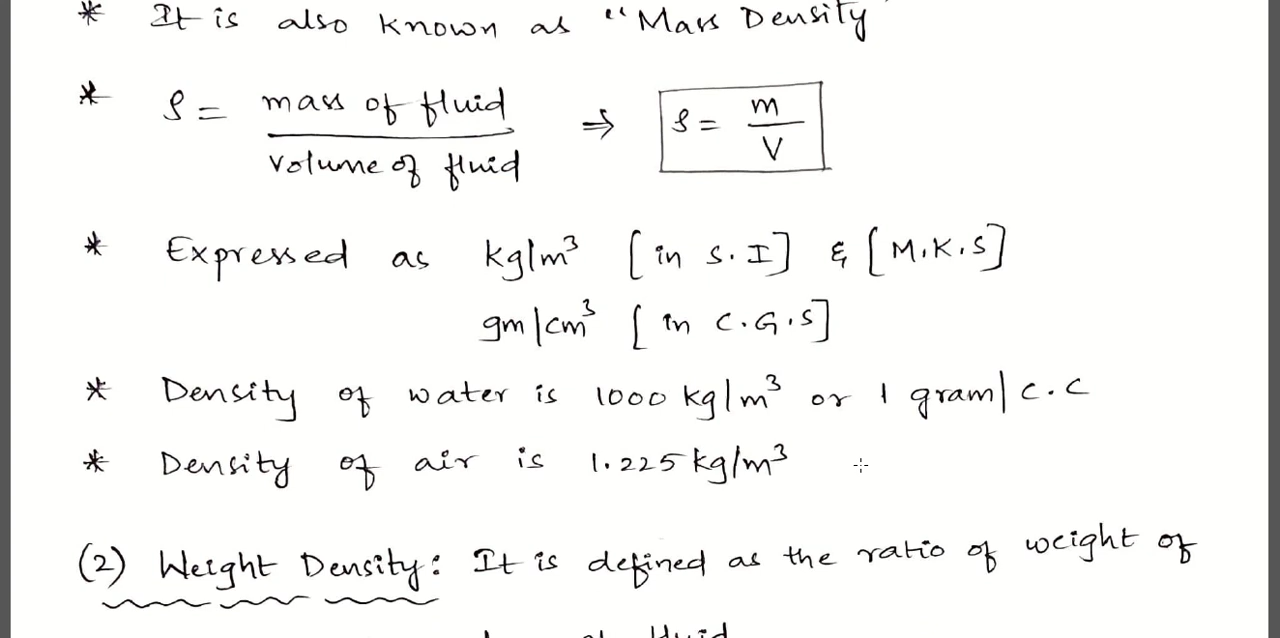 * It is also known as "Mass Density"
* ρ = mass of fluid / volume of fluid ⇒ ρ = m / V
* Expressed as kg/m³ [in S.I] & [M.K.S]
gm/cm³ [in C.G.S]
* Density of water is 1000 kg/m³ or 1 gram/c.c
* Density of air is 1.225 kg/m³
(2) Weight Density: It is defined as the ratio of weight of
fluid